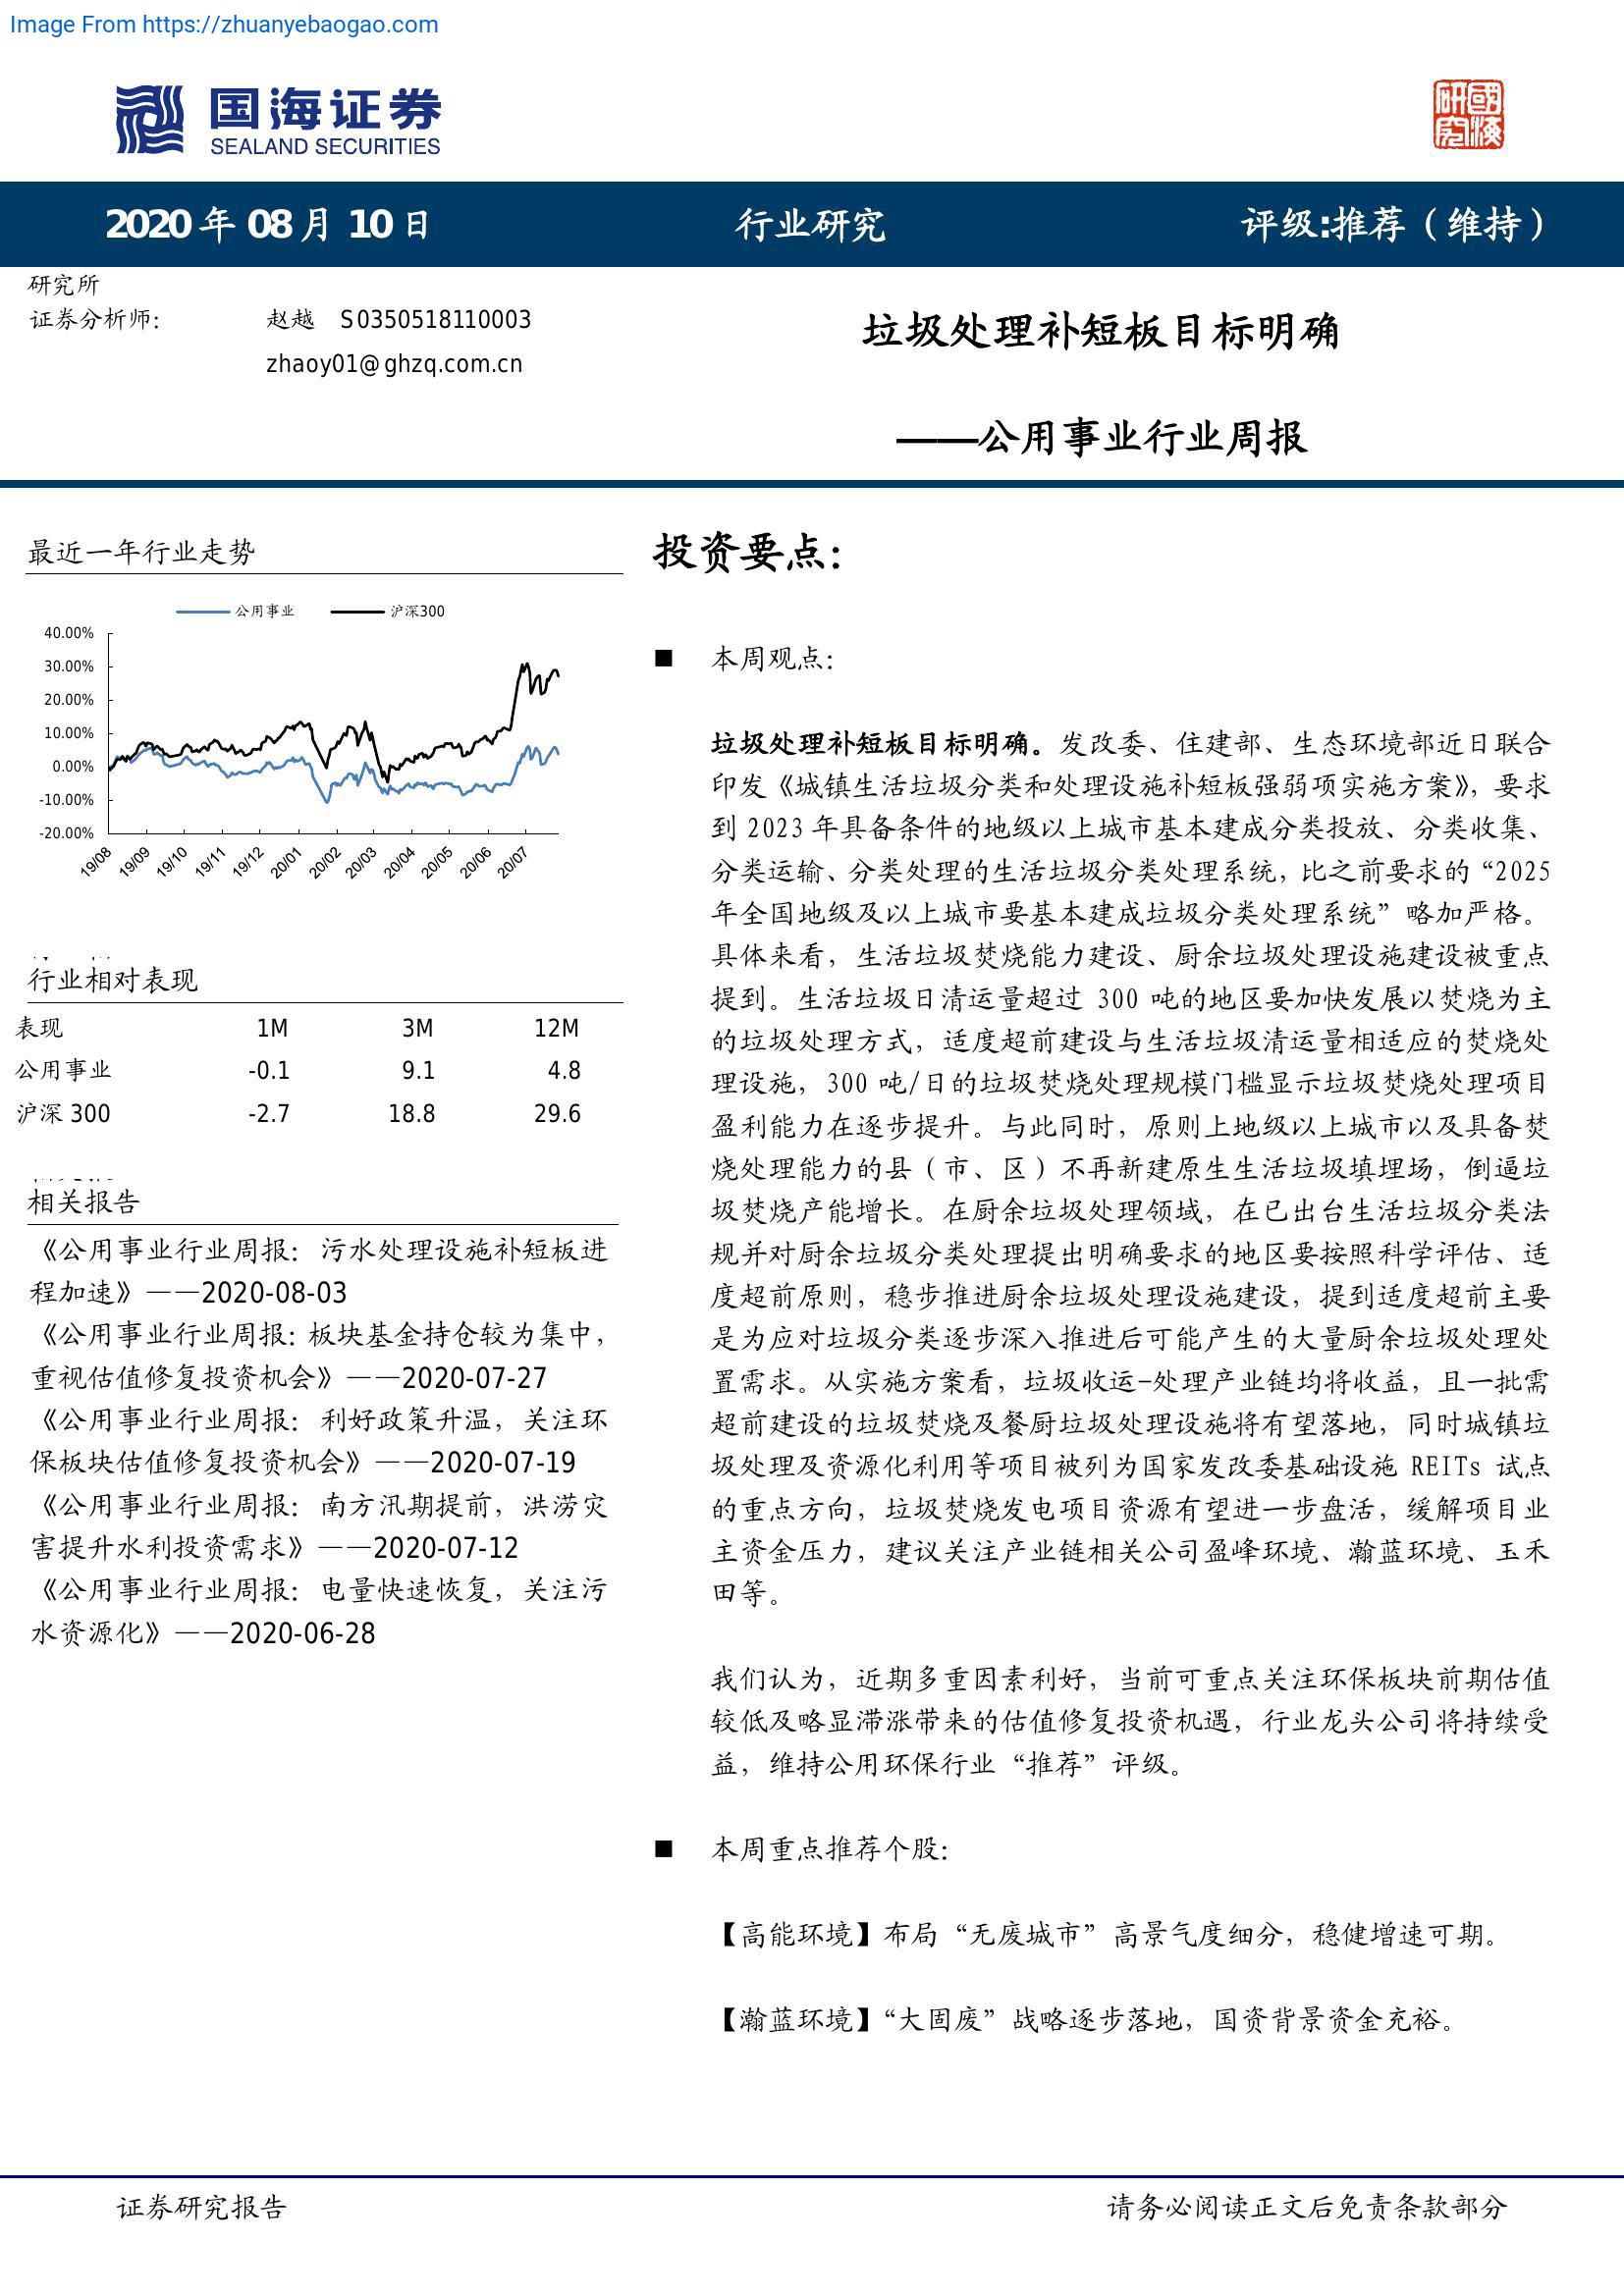 Image From https://zhuanyebaogao.com
国海证券
SEALAND SECURITIES
研究
國海
2020 年 08 月 10 日 行业研究 评级:推荐（维持）
研究所
证券分析师： 赵越 S0350518110003
zhaoy01@ghzq.com.cn
垃圾处理补短板目标明确
——公用事业行业周报
最近一年行业走势
公用事业 沪深300
40.00%
30.00%
20.00%
10.00%
0.00%
-10.00%
-20.00%
19/08 19/09 19/10 19/11 19/12 20/01 20/02 20/03 20/04 20/05 20/06 20/07
行业相对表现
表现 1M 3M 12M
公用事业 -0.1 9.1 4.8
沪深 300 -2.7 18.8 29.6
相关报告
《公用事业行业周报：污水处理设施补短板进
程加速》——2020-08-03
《公用事业行业周报：板块基金持仓较为集中，
重视估值修复投资机会》——2020-07-27
《公用事业行业周报：利好政策升温，关注环
保板块估值修复投资机会》——2020-07-19
《公用事业行业周报：南方汛期提前，洪涝灾
害提升水利投资需求》——2020-07-12
《公用事业行业周报：电量快速恢复，关注污
水资源化》——2020-06-28
投资要点：
■ 本周观点：
垃圾处理补短板目标明确。发改委、住建部、生态环境部近日联合
印发《城镇生活垃圾分类和处理设施补短板强弱项实施方案》，要求
到 2023 年具备条件的地级以上城市基本建成分类投放、分类收集、
分类运输、分类处理的生活垃圾分类处理系统，比之前要求的“2025
年全国地级及以上城市要基本建成垃圾分类处理系统”略加严格。
具体来看，生活垃圾焚烧能力建设、厨余垃圾处理设施建设被重点
提到。生活垃圾日清运量超过 300 吨的地区要加快发展以焚烧为主
的垃圾处理方式，适度超前建设与生活垃圾清运量相适应的焚烧处
理设施，300 吨/日的垃圾焚烧处理规模门槛显示垃圾焚烧处理项目
盈利能力在逐步提升。与此同时，原则上地级以上城市以及具备焚
烧处理能力的县（市、区）不再新建原生生活垃圾填埋场，倒逼垃
圾焚烧产能增长。在厨余垃圾处理领域，在已出台生活垃圾分类法
规并对厨余垃圾分类处理提出明确要求的地区要按照科学评估、适
度超前原则，稳步推进厨余垃圾处理设施建设，提到适度超前主要
是为应对垃圾分类逐步深入推进后可能产生的大量厨余垃圾处理处
置需求。从实施方案看，垃圾收运-处理产业链均将收益，且一批需
超前建设的垃圾焚烧及餐厨垃圾处理设施将有望落地，同时城镇垃
圾处理及资源化利用等项目被列为国家发改委基础设施 REITs 试点
的重点方向，垃圾焚烧发电项目资源有望进一步盘活，缓解项目业
主资金压力，建议关注产业链相关公司盈峰环境、瀚蓝环境、玉禾
田等。
我们认为，近期多重因素利好，当前可重点关注环保板块前期估值
较低及略显滞涨带来的估值修复投资机遇，行业龙头公司将持续受
益，维持公用环保行业“推荐”评级。
■ 本周重点推荐个股：
【高能环境】布局“无废城市”高景气度细分，稳健增速可期。
【瀚蓝环境】“大固废”战略逐步落地，国资背景资金充裕。
证券研究报告 请务必阅读正文后免责条款部分